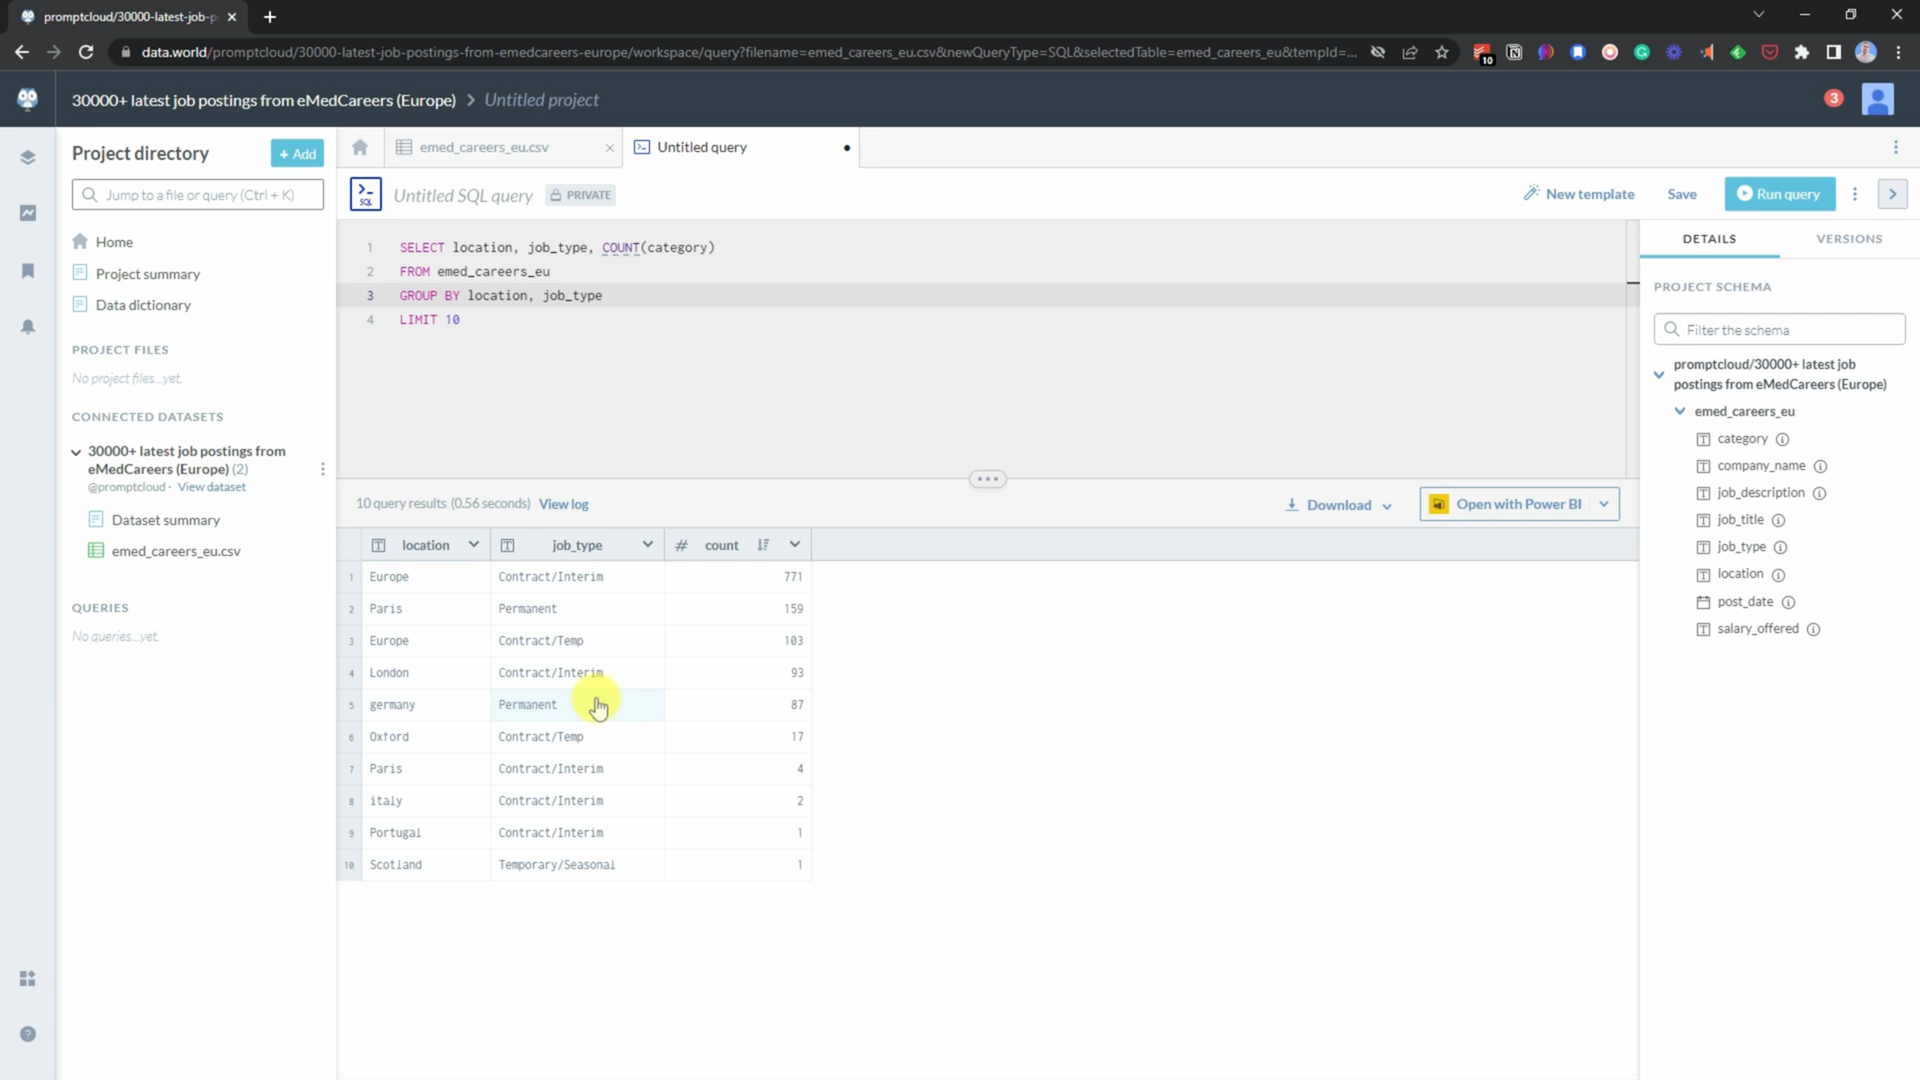 promptcloud/30000-latest-job-p
data.world/promptcloud/30000-latest-job-postings-from-emedcareers-europe/workspace/query?filename=emed_careers_eu.csv&newQueryType=SQL&selectedTable=emed_careers_eu&tempId=...
10
30000+ latest job postings from eMedCareers (Europe) > Untitled project
3
Project directory
+ Add
Jump to a file or query (Ctrl + K)
Home
Project summary
Data dictionary
PROJECT FILES
No project files...yet.
CONNECTED DATASETS
30000+ latest job postings from
eMedCareers (Europe) (2)
@promptcloud · View dataset
Dataset summary
emed_careers_eu.csv
QUERIES
No queries...yet.
emed_careers_eu.csv
Untitled query
SQL
Untitled SQL query
PRIVATE
New template
Save
Run query
1 SELECT location, job_type, COUNT(category)
2 FROM emed_careers_eu
3 GROUP BY location, job_type
4 LIMIT 10
10 query results (0.56 seconds) View log
Download
Open with Power BI
location job_type # count
1 Europe Contract/Interim 771
2 Paris Permanent 159
3 Europe Contract/Temp 103
4 London Contract/Interim 93
5 germany Permanent 87
6 Oxford Contract/Temp 17
7 Paris Contract/Interim 4
8 italy Contract/Interim 2
9 Portugal Contract/Interim 1
10 Scotland Temporary/Seasonal 1
DETAILS
VERSIONS
PROJECT SCHEMA
Filter the schema
promptcloud/30000+ latest job
postings from eMedCareers (Europe)
emed_careers_eu
category
company_name
job_description
job_title
job_type
location
post_date
salary_offered